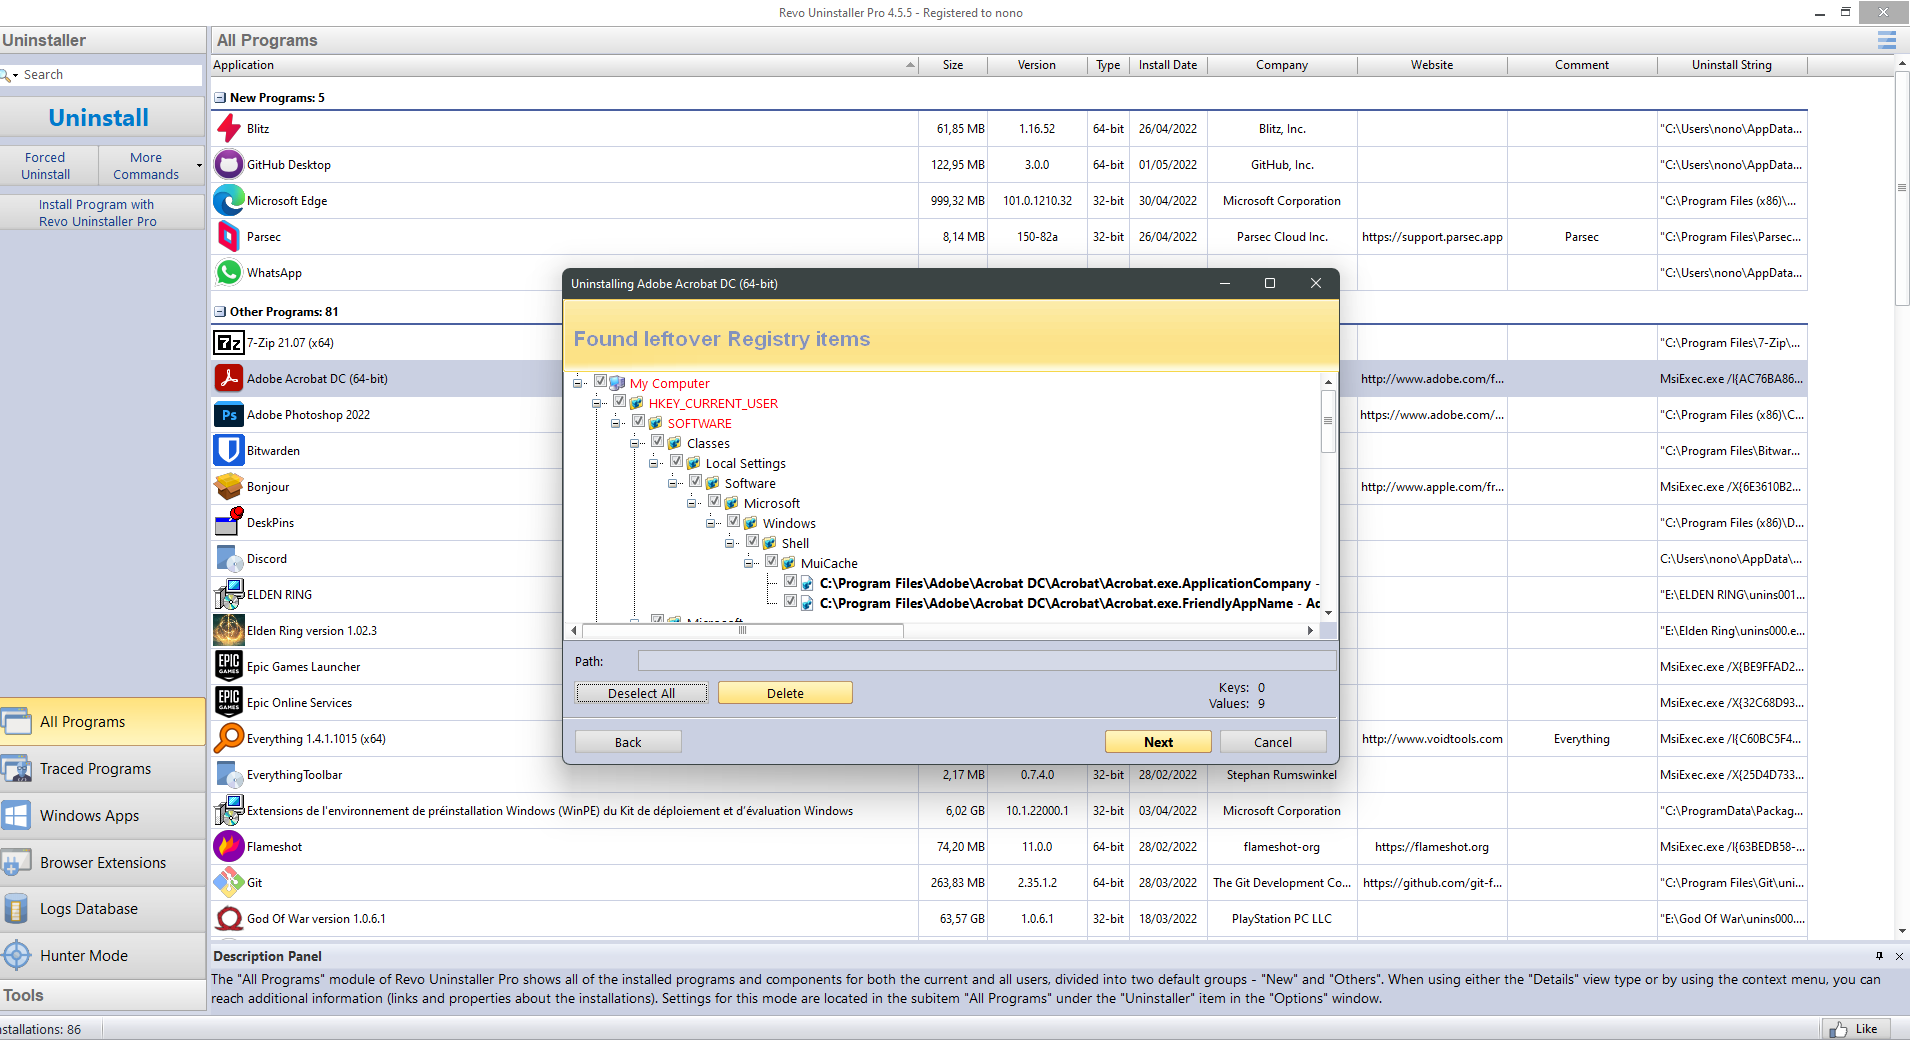 Revo Uninstaller Pro 4.5.5 - Registered to nono
Uninstaller
All Programs
Search
Uninstall
Forced Uninstall
More Commands
Install Program with
Revo Uninstaller Pro
All Programs
Traced Programs
Windows Apps
Browser Extensions
Logs Database
Hunter Mode
Tools
Application Size Version Type Install Date Company Website Comment Uninstall String
New Programs: 5
Blitz 61,85 MB 1.16.52 64-bit 26/04/2022 Blitz, Inc. "C:\Users\nono\AppData...
GitHub Desktop 122,95 MB 3.0.0 64-bit 01/05/2022 GitHub, Inc. "C:\Users\nono\AppData...
Microsoft Edge 999,32 MB 101.0.1210.32 32-bit 30/04/2022 Microsoft Corporation "C:\Program Files (x86)\...
Parsec 8,14 MB 150-82a 32-bit 26/04/2022 Parsec Cloud Inc. https://support.parsec.app Parsec "C:\Program Files\Parsec...
WhatsApp "C:\Users\nono\AppData...
Other Programs: 81
7z 7-Zip 21.07 (x64) "C:\Program Files\7-Zip\...
Adobe Acrobat DC (64-bit) http://www.adobe.com/f... MsiExec.exe /I{AC76BA86...
Ps Adobe Photoshop 2022 https://www.adobe.com/... "C:\Program Files (x86)\C...
Bitwarden "C:\Program Files\Bitwar...
Bonjour http://www.apple.com/fr... MsiExec.exe /X{6E3610B2...
DeskPins "C:\Program Files (x86)\D...
Discord C:\Users\nono\AppData\...
ELDEN RING "E:\ELDEN RING\unins001...
Elden Ring version 1.02.3 "E:\Elden Ring\unins000.e...
EPIC GAMES Epic Games Launcher MsiExec.exe /X{BE9FFAD2...
EPIC GAMES Epic Online Services MsiExec.exe /X{32C68D93...
Everything 1.4.1.1015 (x64) http://www.voidtools.com Everything MsiExec.exe /I{C60BC5F4...
EverythingToolbar 2,17 MB 0.7.4.0 32-bit 28/02/2022 Stephan Rumswinkel MsiExec.exe /X{25D4D733...
Extensions de l'environnement de préinstallation Windows (WinPE) du Kit de déploiement et d'évaluation Windows 6,02 GB 10.1.22000.1 32-bit 03/04/2022 Microsoft Corporation "C:\ProgramData\Packag...
Flameshot 74,20 MB 11.0.0 64-bit 28/02/2022 flameshot-org https://flameshot.org MsiExec.exe /I{63BEDB58-...
Git 263,83 MB 2.35.1.2 64-bit 28/03/2022 The Git Development Co... https://github.com/git-f... "C:\Program Files\Git\uni...
God Of War version 1.0.6.1 63,57 GB 1.0.6.1 32-bit 18/03/2022 PlayStation PC LLC "E:\God Of War\unins000....
Uninstalling Adobe Acrobat DC (64-bit)
Found leftover Registry items
My Computer
HKEY_CURRENT_USER
SOFTWARE
Classes
Local Settings
Software
Microsoft
Windows
Shell
MuiCache
C:\Program Files\Adobe\Acrobat DC\Acrobat\Acrobat.exe.ApplicationCompany -
C:\Program Files\Adobe\Acrobat DC\Acrobat\Acrobat.exe.FriendlyAppName - Ad
Microsoft
Path:
Deselect All Delete Keys: 0
Values: 9
Back Next Cancel
Description Panel
The "All Programs" module of Revo Uninstaller Pro shows all of the installed programs and components for both the current and all users, divided into two default groups - "New" and "Others". When using either the "Details" view type or by using the context menu, you can
reach additional information (links and properties about the installations). Settings for this mode are located in the subitem "All Programs" under the "Uninstaller" item in the "Options" window.
nstallations: 86
Like